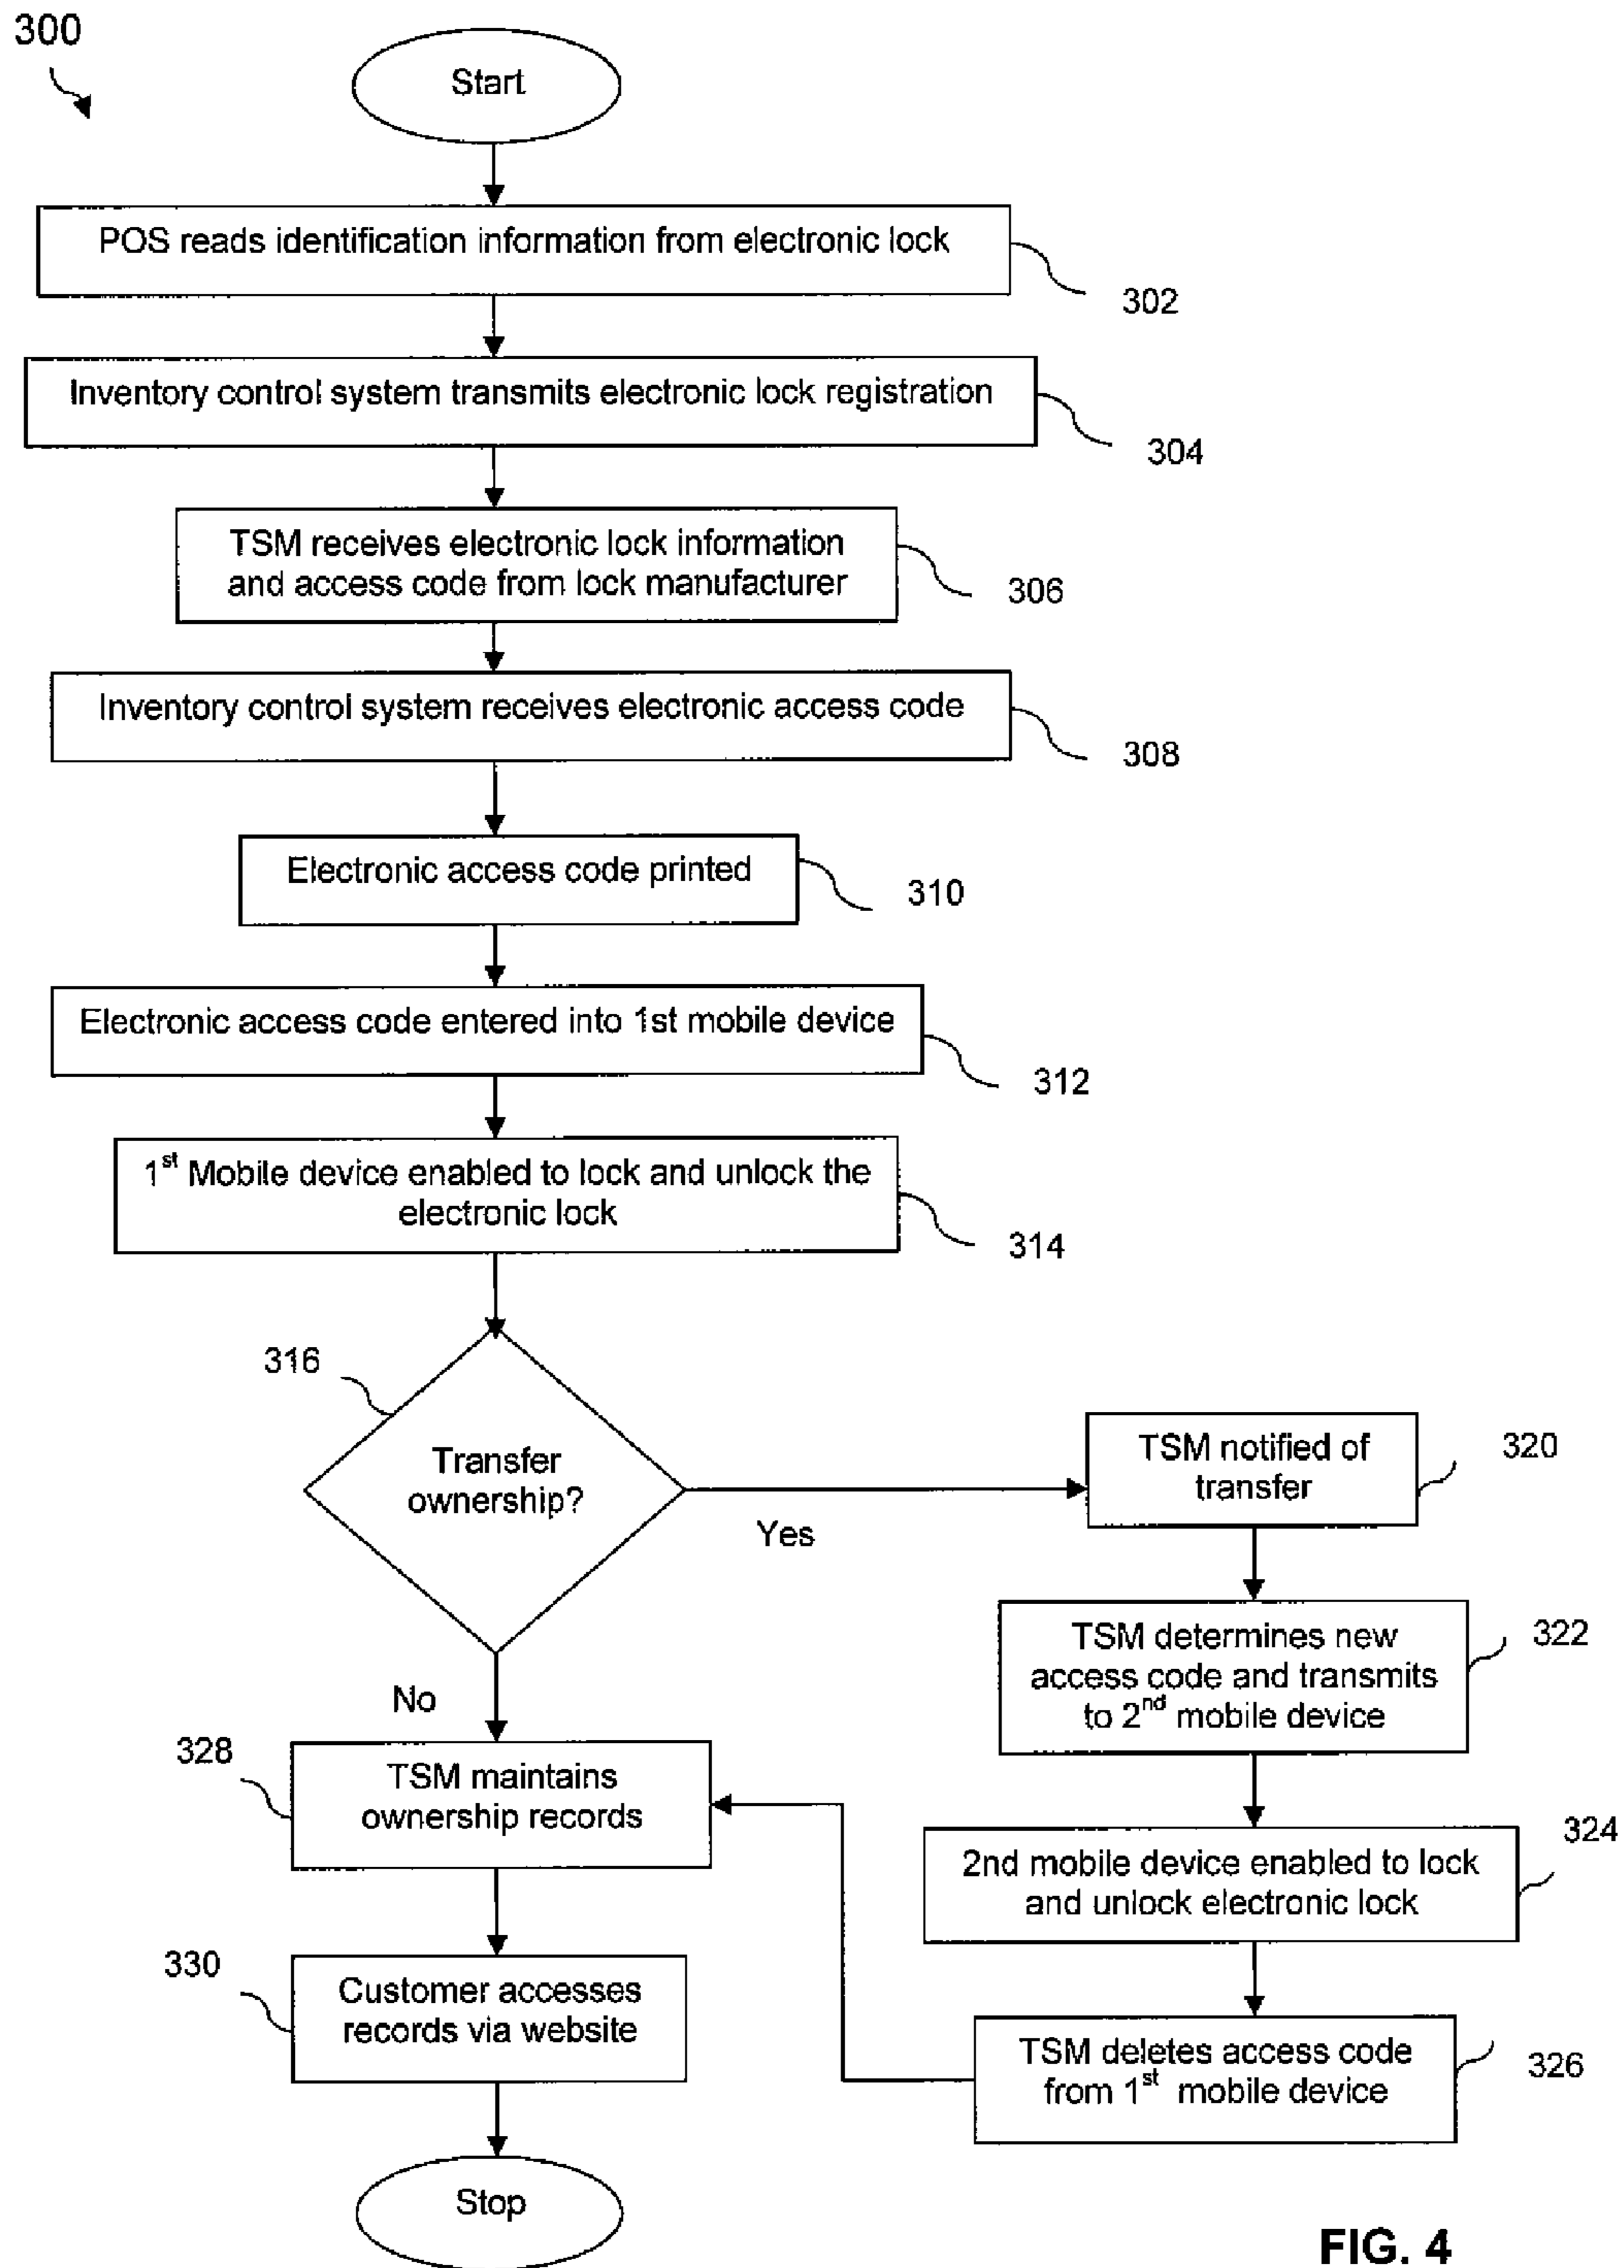 300
Start
POS reads identification information from electronic lock
302
Inventory control system transmits electronic lock registration
304
TSM receives electronic lock information
and access code from lock manufacturer
306
Inventory control system receives electronic access code
308
Electronic access code printed
310
Electronic access code entered into 1st mobile device
312
1st Mobile device enabled to lock and unlock the
electronic lock
314
316
Transfer
ownership?
Yes
No
TSM notified of
transfer
320
TSM determines new
access code and transmits
to 2nd mobile device
322
2nd mobile device enabled to lock
and unlock electronic lock
324
TSM deletes access code
from 1st mobile device
326
328
TSM maintains
ownership records
330
Customer accesses
records via website
Stop
FIG. 4